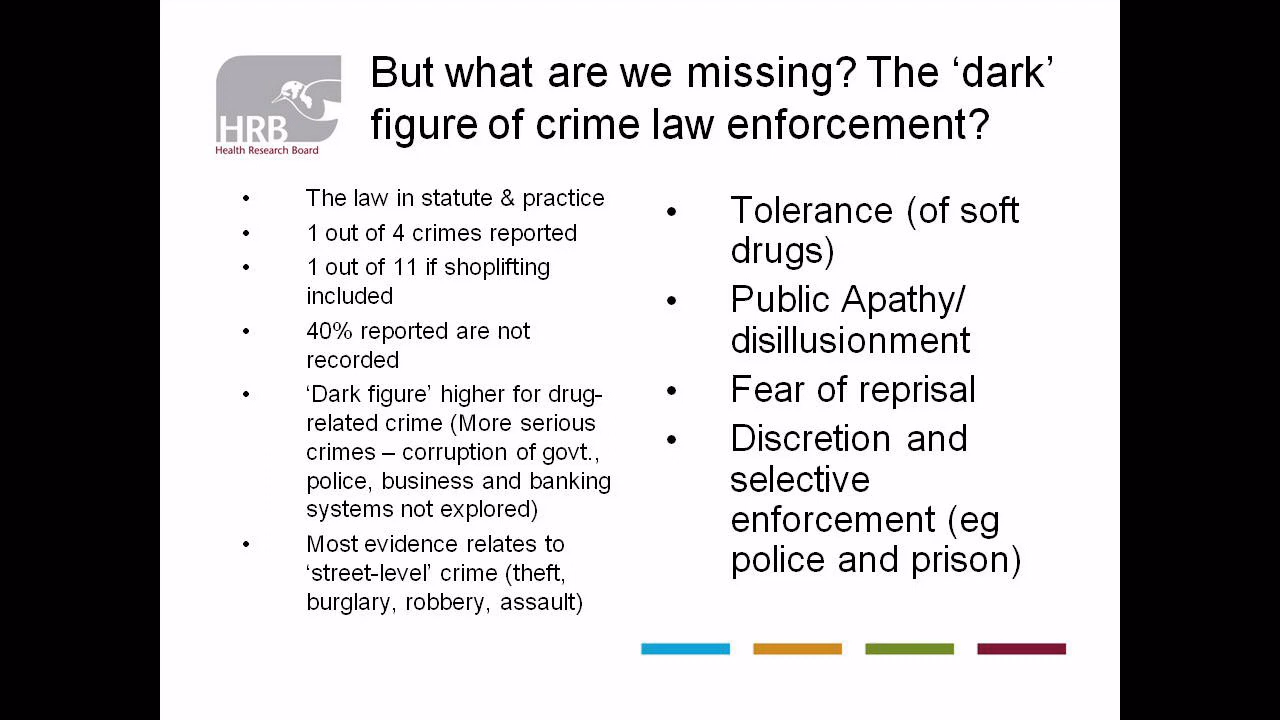 But what are we missing? The ‘dark’
figure of crime law enforcement?
HRB
Health Research Board
• The law in statute & practice
• 1 out of 4 crimes reported
• 1 out of 11 if shoplifting
included
• 40% reported are not
recorded
• ‘Dark figure’ higher for drug-
related crime (More serious
crimes – corruption of govt.,
police, business and banking
systems not explored)
• Most evidence relates to
‘street-level’ crime (theft,
burglary, robbery, assault)
• Tolerance (of soft
drugs)
• Public Apathy/
disillusionment
• Fear of reprisal
• Discretion and
selective
enforcement (eg
police and prison)